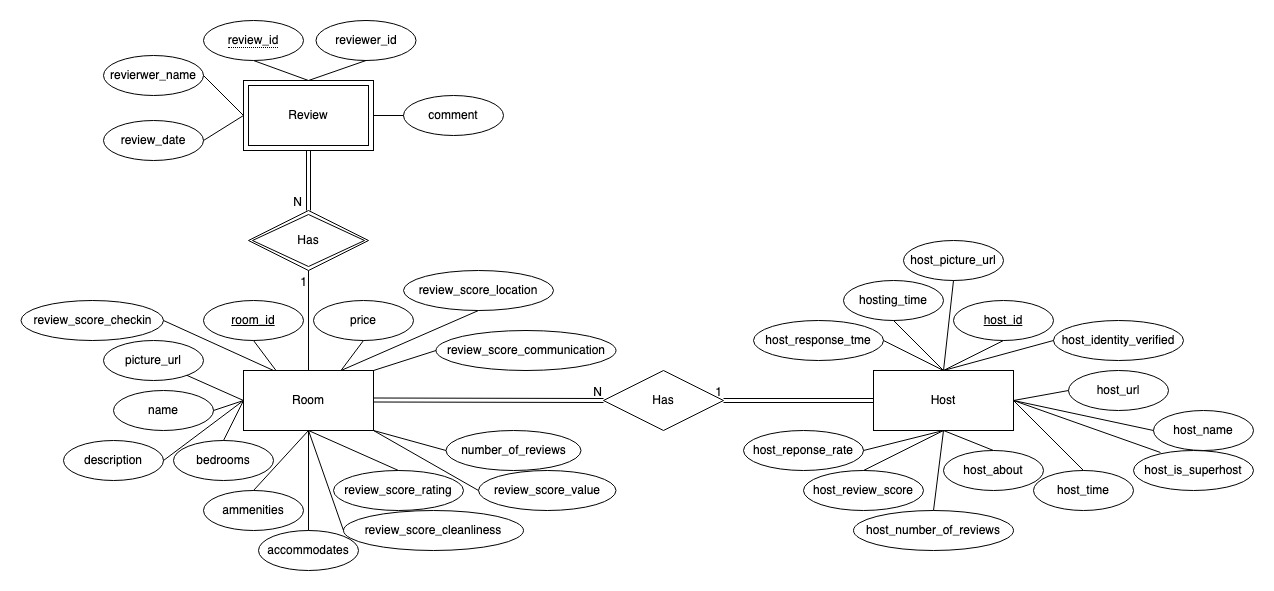 review_id
reviewer_id
revierwer_name
Review
comment
review_date
N
Has
1
host_picture_url
review_score_location
hosting_time
review_score_checkin
room_id
price
host_id
host_response_tme
host_identity_verified
picture_url
review_score_communication
Room
N
Has
1
Host
host_url
name
host_name
description
bedrooms
number_of_reviews
host_reponse_rate
host_about
host_is_superhost
ammenities
review_score_rating
review_score_value
host_review_score
host_time
review_score_cleanliness
host_number_of_reviews
accommodates